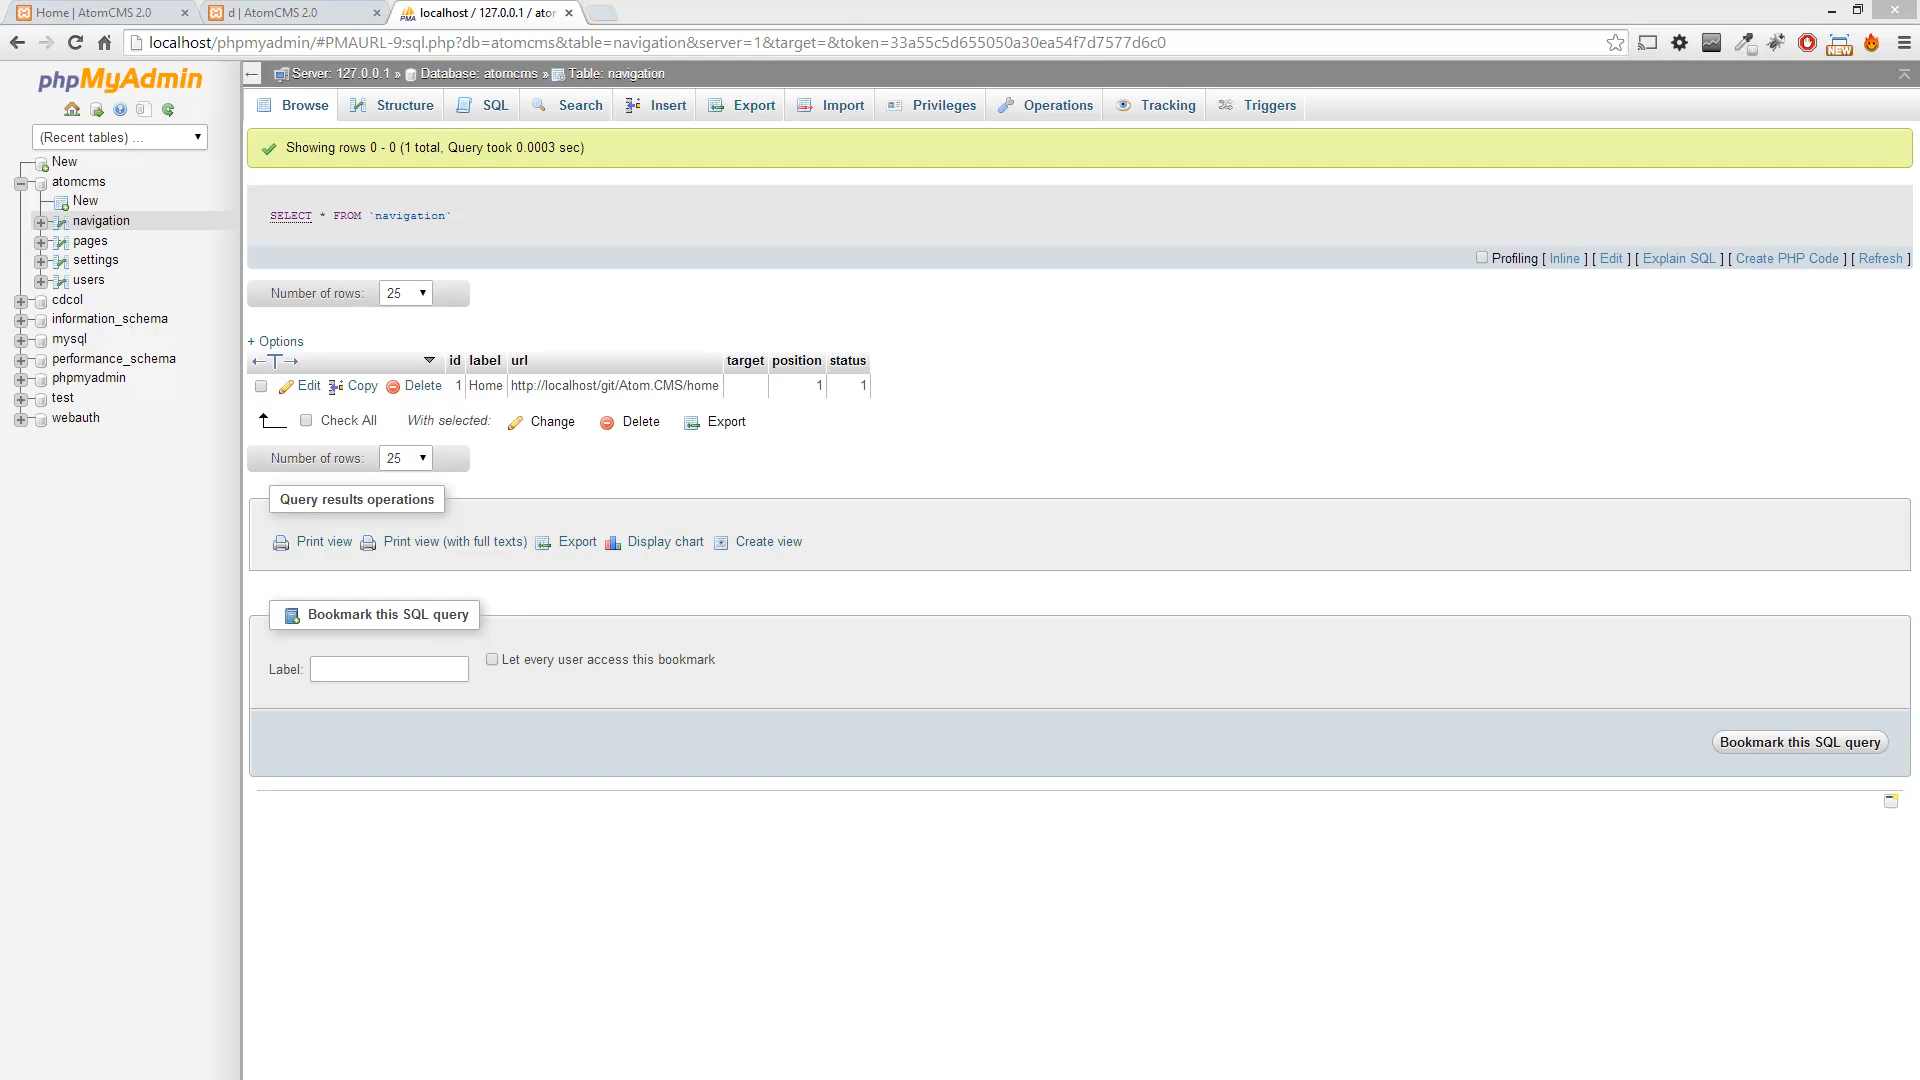 Home | AtomCMS 2.0
d | AtomCMS 2.0
localhost / 127.0.0.1 / ator
localhost/phpmyadmin/#PMAURL-9:sql.php?db=atomcms&table=navigation&server=1&target=&token=33a55c5d655050a30ea54f7d7577d6c0
NEW
phpMyAdmin
(Recent tables) ...
New
atomcms
New
navigation
pages
settings
users
cdcol
information_schema
mysql
performance_schema
phpmyadmin
test
webauth
Server: 127.0.0.1 » Database: atomcms » Table: navigation
Browse Structure SQL Search Insert Export Import Privileges Operations Tracking Triggers
Showing rows 0 - 0 (1 total, Query took 0.0003 sec)
SELECT * FROM `navigation`
Profiling [ Inline ] [ Edit ] [ Explain SQL ] [ Create PHP Code ] [ Refresh ]
Number of rows: 25
+ Options
←T→ id label url target position status
Edit Copy Delete 1 Home http://localhost/git/Atom.CMS/home 1 1
Check All With selected: Change Delete Export
Number of rows: 25
Query results operations
Print view Print view (with full texts) Export Display chart Create view
Bookmark this SQL query
Label: Let every user access this bookmark
Bookmark this SQL query